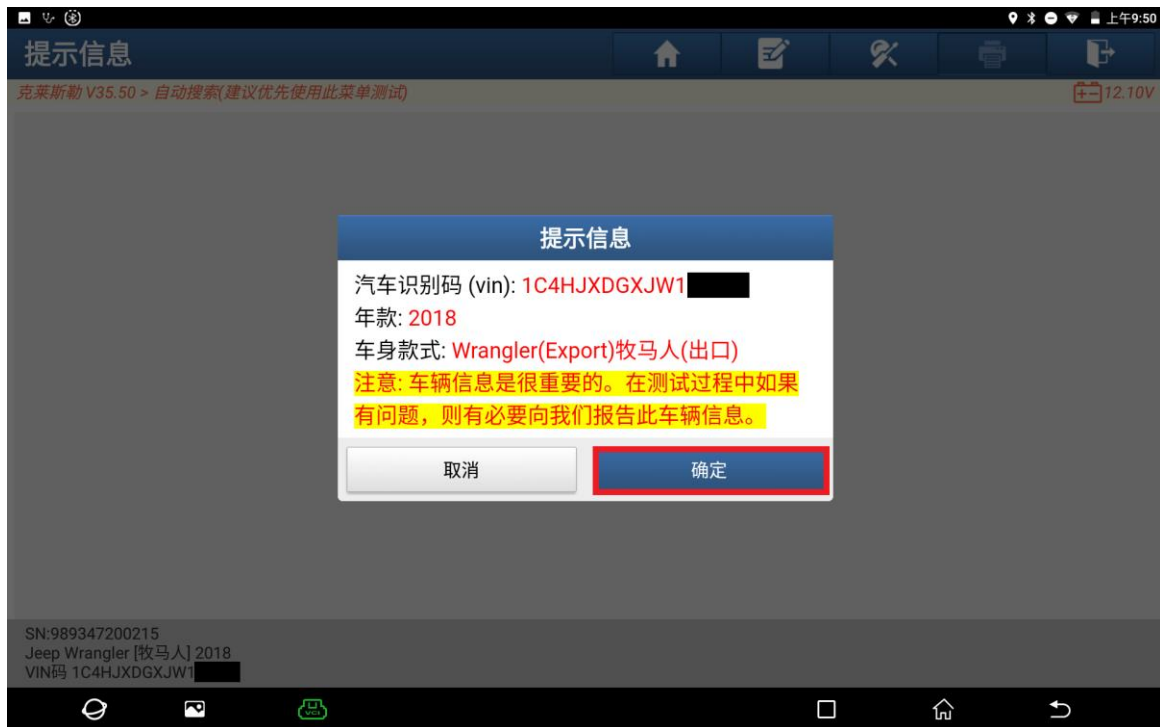 上午9:50
提示信息
克莱斯勒 V35.50 > 自动搜索(建议优先使用此菜单测试)
12.10V
提示信息
汽车识别码 (vin): 1C4HJXDGXJW1
年款: 2018
车身款式: Wrangler(Export)牧马人(出口)
注意: 车辆信息是很重要的。在测试过程中如果
有问题，则有必要向我们报告此车辆信息。
取消
确定
SN:989347200215
Jeep Wrangler [牧马人] 2018
VIN码 1C4HJXDGXJW1
VCI